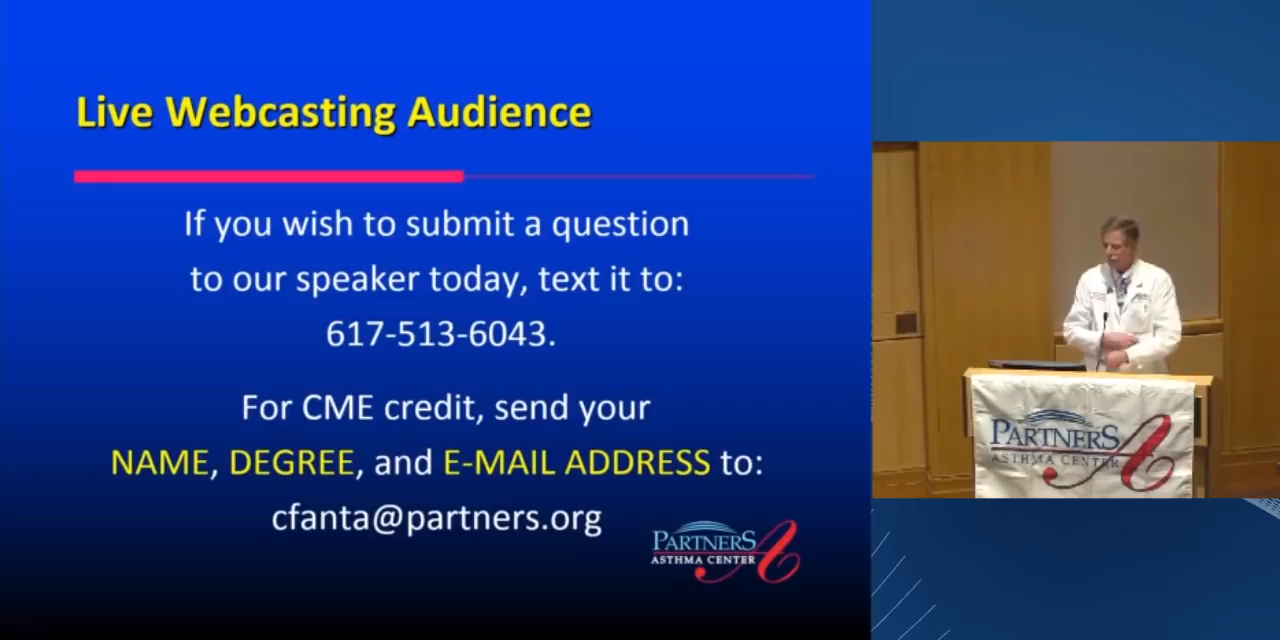 Live Webcasting Audience
If you wish to submit a question
to our speaker today, text it to:
617-513-6043.
For CME credit, send your
NAME, DEGREE, and E-MAIL ADDRESS to:
cfanta@partners.org
PARTNERS
ASTHMA CENTER
PARTNERS
ASTHMA CENTER